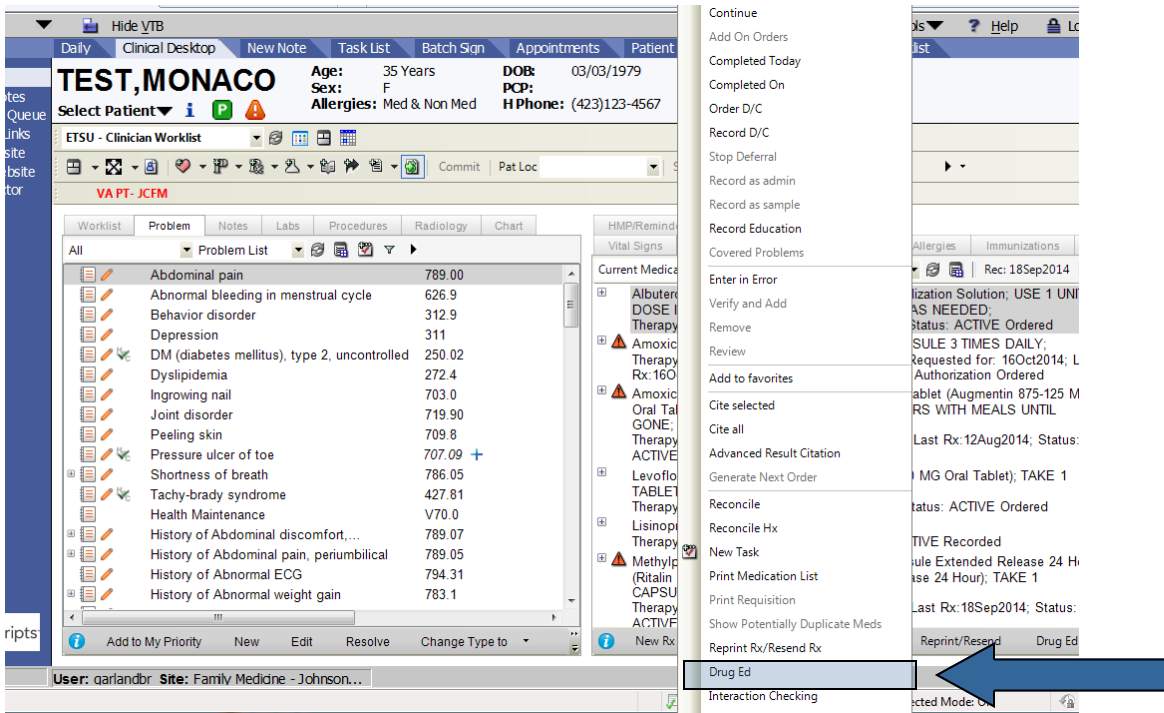 Hide VTB
Help
Daily Clinical Desktop New Note Task List Batch Sign Appointments Patient
TEST,MONACO
Age: 35 Years
DOB: 03/03/1979
Sex: F
PCP:
Allergies: Med & Non Med
H Phone: (423)123-4567
Select Patient
Queue
Links
ETSU - Clinician Worklist
Commit Pat Loc
VA PT- JCFM
Worklist Problem Notes Labs Procedures Radiology Chart
All Problem List
Abdominal pain 789.00
Abnormal bleeding in menstrual cycle 626.9
Behavior disorder 312.9
Depression 311
DM (diabetes mellitus), type 2, uncontrolled 250.02
Dyslipidemia 272.4
Ingrowing nail 703.0
Joint disorder 719.90
Peeling skin 709.8
Pressure ulcer of toe 707.09
Shortness of breath 786.05
Tachy-brady syndrome 427.81
Health Maintenance V70.0
History of Abdominal discomfort,... 789.07
History of Abdominal pain, periumbilical 789.05
History of Abnormal ECG 794.31
History of Abnormal weight gain 783.1
Add to My Priority New Edit Resolve Change Type to
User: garlandbr Site: Family Medicine - Johnson...
HMP/Remind
Vital Signs
Allergies Immunizations
Current Medica
Rec: 18Sep2014
Albuter
lization Solution; USE 1 UNI
DOSE
AS NEEDED;
Therapy
Status: ACTIVE Ordered
Amoxic
SULE 3 TIMES DAILY;
Therapy
Requested for: 16Oct2014; L
Rx:16O
Authorization Ordered
Amoxic
ablet (Augmentin 875-125 M
Oral Ta
RS WITH MEALS UNTIL
GONE;
Therapy
Last Rx:12Aug2014; Status:
ACTIVE
Levoflo
MG Oral Tablet); TAKE 1
TABLET
Therapy
tatus: ACTIVE Ordered
Lisinop
Therapy
TIVE Recorded
Methylp
sule Extended Release 24 H
(Ritalin
ase 24 Hour); TAKE 1
CAPSU
Therapy
Last Rx:18Sep2014; Status:
ACTIVE
New Rx
Reprint/Resend Drug Ed
Continue
Add On Orders
Completed Today
Completed On
Order D/C
Record D/C
Stop Deferral
Record as admin
Record as sample
Record Education
Covered Problems
Enter in Error
Verify and Add
Remove
Review
Add to favorites
Cite selected
Cite all
Advanced Result Citation
Generate Next Order
Reconcile
Reconcile Hx
New Task
Print Medication List
Print Requisition
Show Potentially Duplicate Meds
Reprint Rx/Resend Rx
Drug Ed
Interaction Checking
ected Mode: